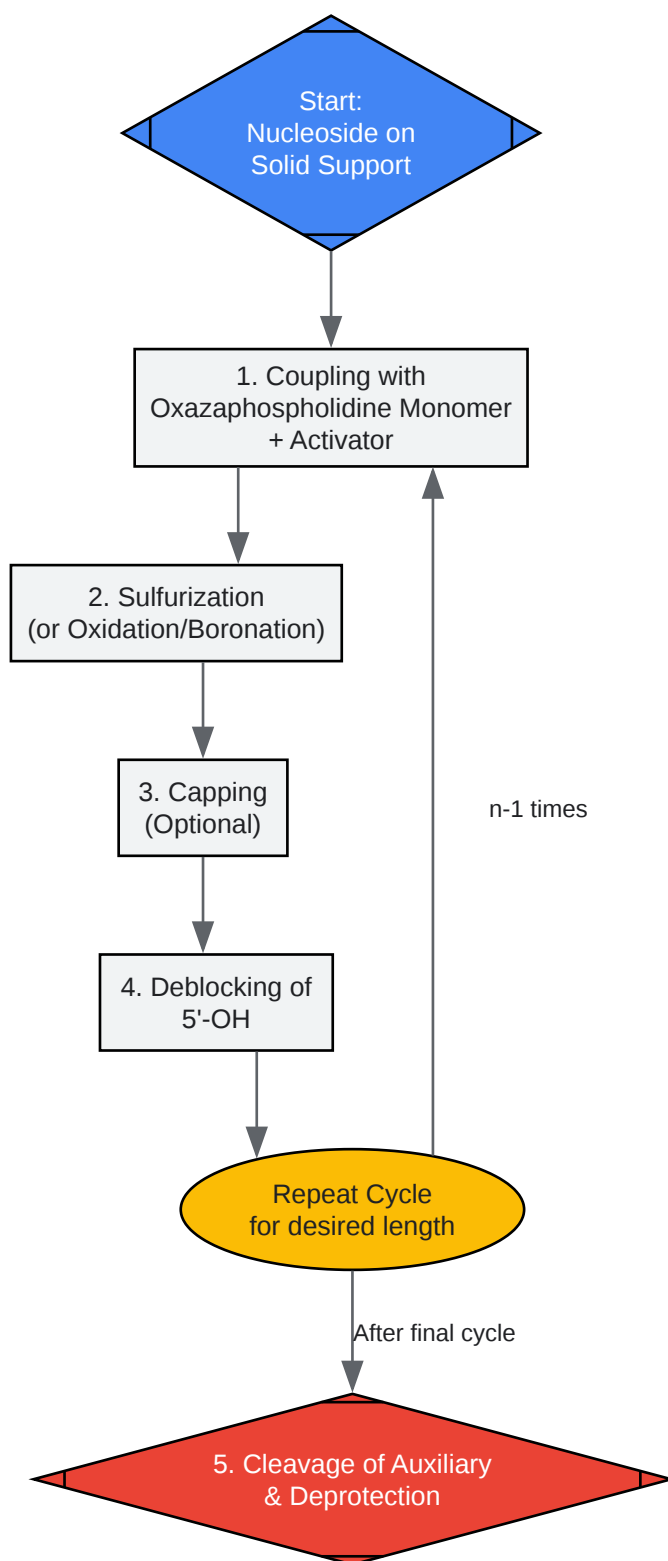 Start:
Nucleoside on
Solid Support
1. Coupling with
Oxazaphospholidine Monomer
+ Activator
2. Sulfurization
(or Oxidation/Boronation)
3. Capping
(Optional)
n-1 times
4. Deblocking of
5'-OH
Repeat Cycle
for desired length
After final cycle
5. Cleavage of Auxiliary
& Deprotection